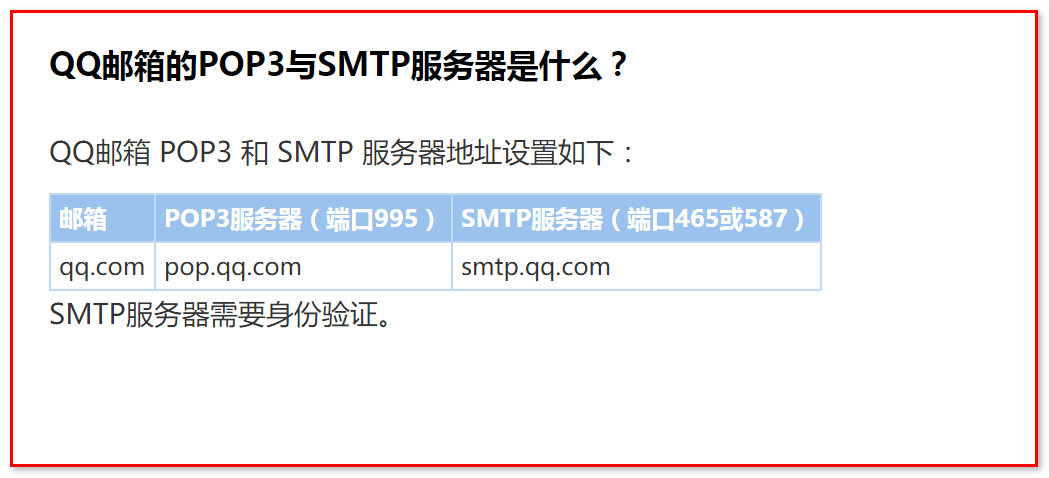 QQ邮箱的POP3与SMTP服务器是什么？
QQ邮箱 POP3 和 SMTP 服务器地址设置如下：
邮箱 POP3服务器（端口995） SMTP服务器（端口465或587）
qq.com pop.qq.com smtp.qq.com
SMTP服务器需要身份验证。